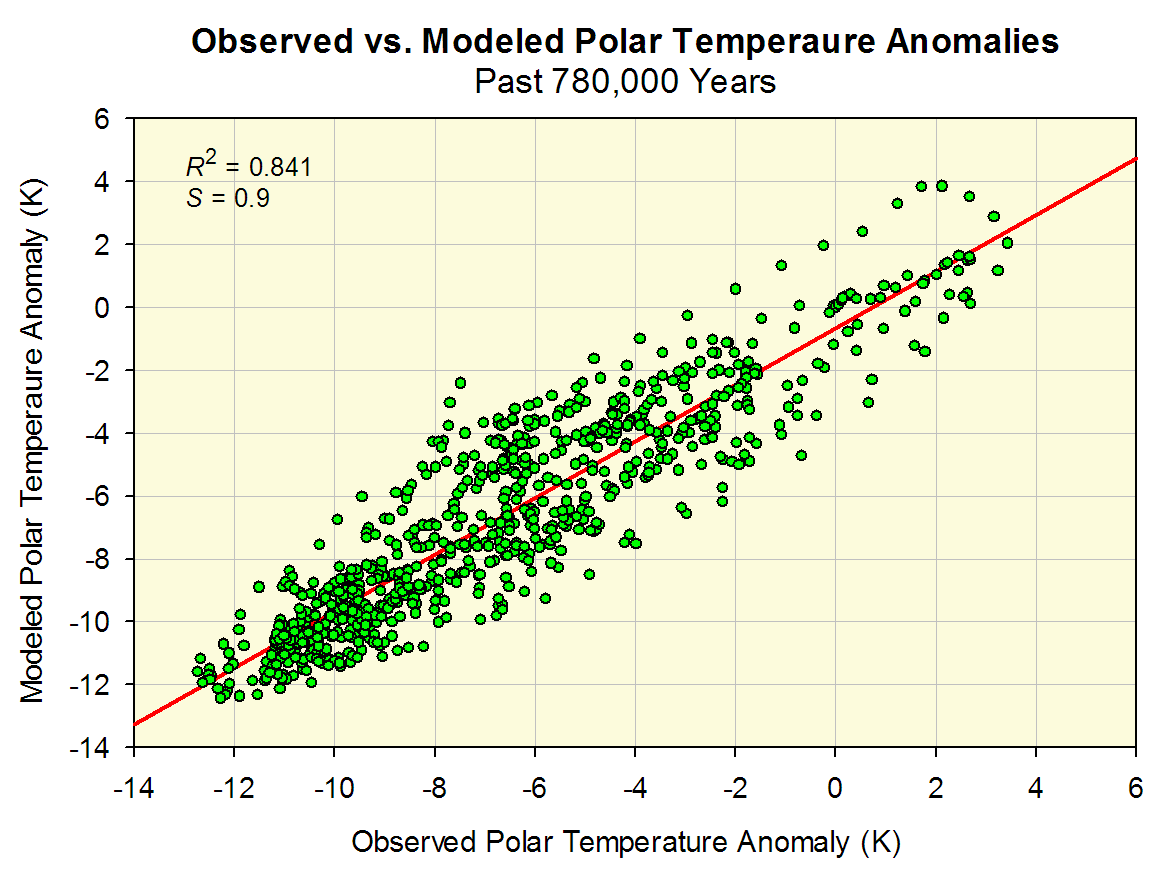 Observed vs. Modeled Polar Temperaure Anomalies
Past 780,000 Years
R² = 0.841
S = 0.9
Modeled Polar Temperaure Anomaly (K)
6
4
2
0
-2
-4
-6
-8
-10
-12
-14
-14 -12 -10 -8 -6 -4 -2 0 2 4 6
Observed Polar Temperature Anomaly (K)